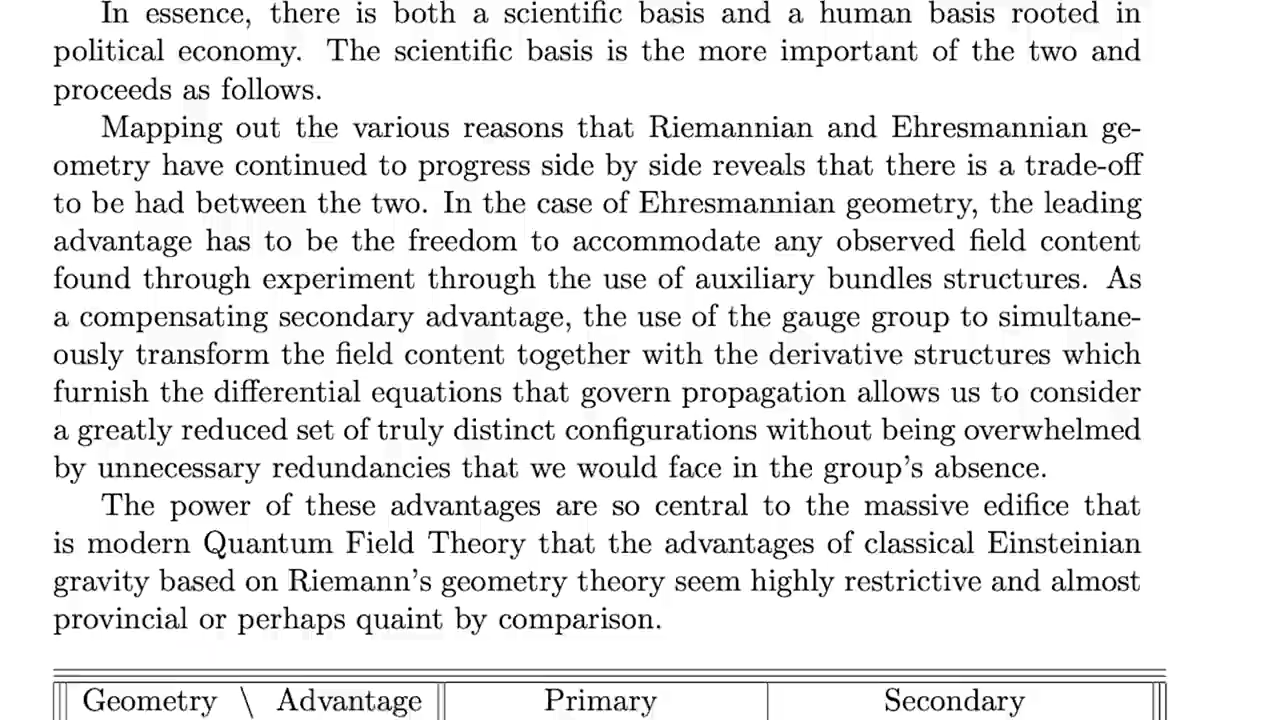 In essence, there is both a scientific basis and a human basis rooted in
political economy. The scientific basis is the more important of the two and
proceeds as follows.
Mapping out the various reasons that Riemannian and Ehresmannian ge-
ometry have continued to progress side by side reveals that there is a trade-off
to be had between the two. In the case of Ehresmannian geometry, the leading
advantage has to be the freedom to accommodate any observed field content
found through experiment through the use of auxiliary bundles structures. As
a compensating secondary advantage, the use of the gauge group to simultane-
ously transform the field content together with the derivative structures which
furnish the differential equations that govern propagation allows us to consider
a greatly reduced set of truly distinct configurations without being overwhelmed
by unnecessary redundancies that we would face in the group's absence.
The power of these advantages are so central to the massive edifice that
is modern Quantum Field Theory that the advantages of classical Einsteinian
gravity based on Riemann's geometry theory seem highly restrictive and almost
provincial or perhaps quaint by comparison.
Geometry \ Advantage Primary Secondary